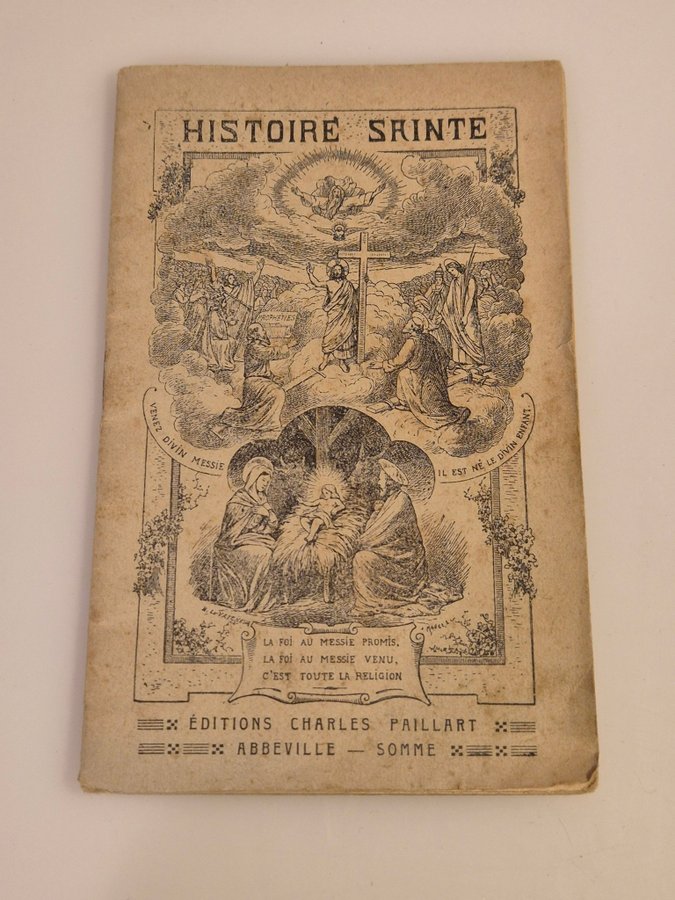 HISTOIRE SAINTE
PROPHÉTIES
VENEZ DIVIN MESSIE
IL EST NÉ LE DIVIN ENFANT.
LA FOI AU MESSIE PROMIS,
LA FOI AU MESSIE VENU,
C'EST TOUTE LA RELIGION
ÉDITIONS CHARLES PAILLART
ABBEVILLE — SOMME